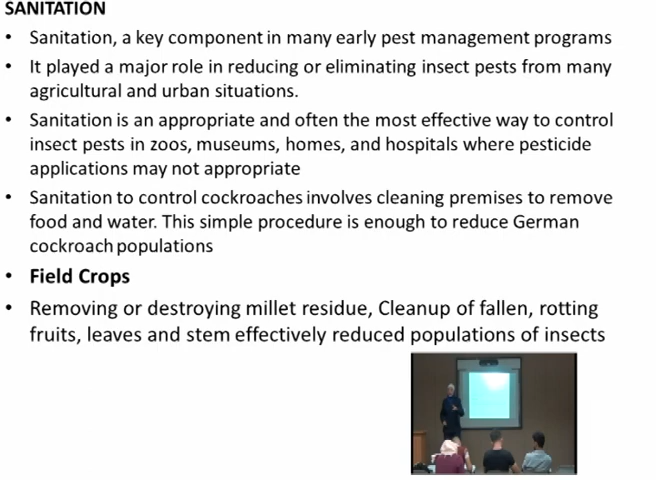 SANITATION
• Sanitation, a key component in many early pest management programs
• It played a major role in reducing or eliminating insect pests from many
agricultural and urban situations.
• Sanitation is an appropriate and often the most effective way to control
insect pests in zoos, museums, homes, and hospitals where pesticide
applications may not appropriate
• Sanitation to control cockroaches involves cleaning premises to remove
food and water. This simple procedure is enough to reduce German
cockroach populations
• Field Crops
• Removing or destroying millet residue, Cleanup of fallen, rotting
fruits, leaves and stem effectively reduced populations of insects